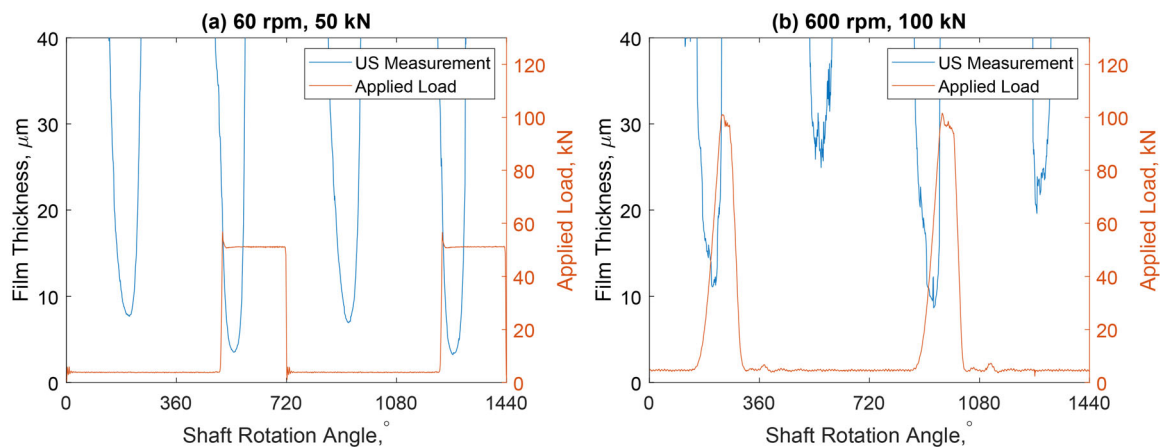 (a) 60 rpm, 50 kN
40
30
20
10
0
Film Thickness, μm
US Measurement
Applied Load
120
100
80
60
40
20
0
Applied Load, kN
0 360 720 1080 1440
Shaft Rotation Angle,°
(b) 600 rpm, 100 kN
40
30
20
10
0
Film Thickness, μm
US Measurement
Applied Load
120
100
80
60
40
20
0
Applied Load, kN
0 360 720 1080 1440
Shaft Rotation Angle,°